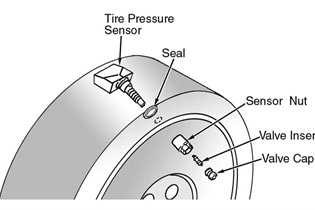 Tire Pressure
Sensor
Seal
Sensor Nut
Valve Inser
Valve Cap